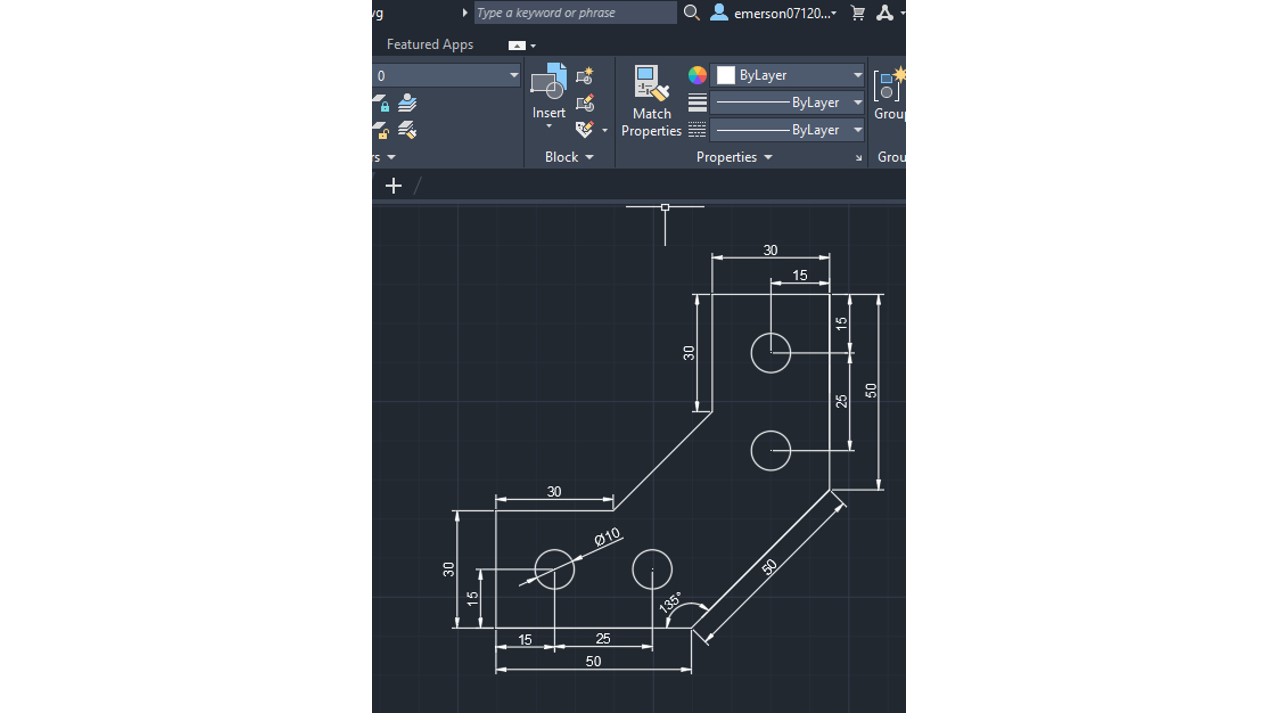 vg
Type a keyword or phrase
emerson07120...
Featured Apps
0
Insert
Match
Properties
ByLayer
ByLayer
ByLayer
Grou
rs
Block
Properties
Grou
30
15
30
15
25
50
30
Ø10
30
15
135°
50
15
25
50